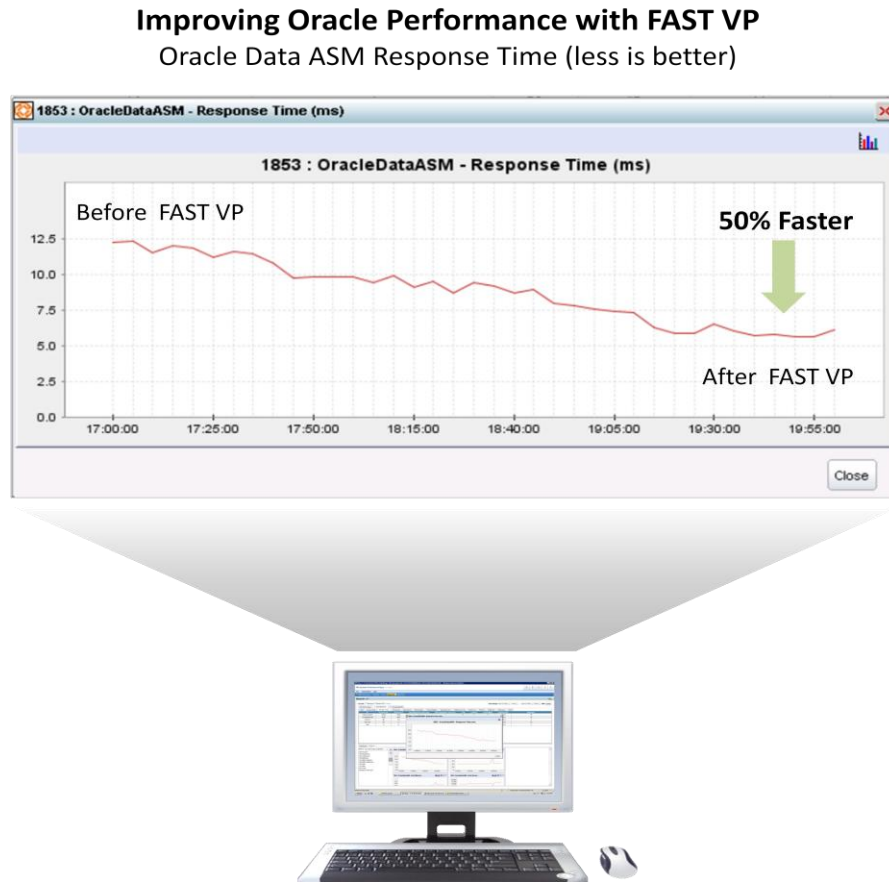 Improving Oracle Performance with FAST VP
Oracle Data ASM Response Time (less is better)
1853 : OracleDataASM - Response Time (ms)
1853 : OracleDataASM - Response Time (ms)
Before FAST VP
50% Faster
12.5
10.0
7.5
5.0
After FAST VP
2.5
0.0
17:00:00 17:25:00 17:50:00 18:15:00 18:40:00 19:05:00 19:30:00 19:55:00
Close